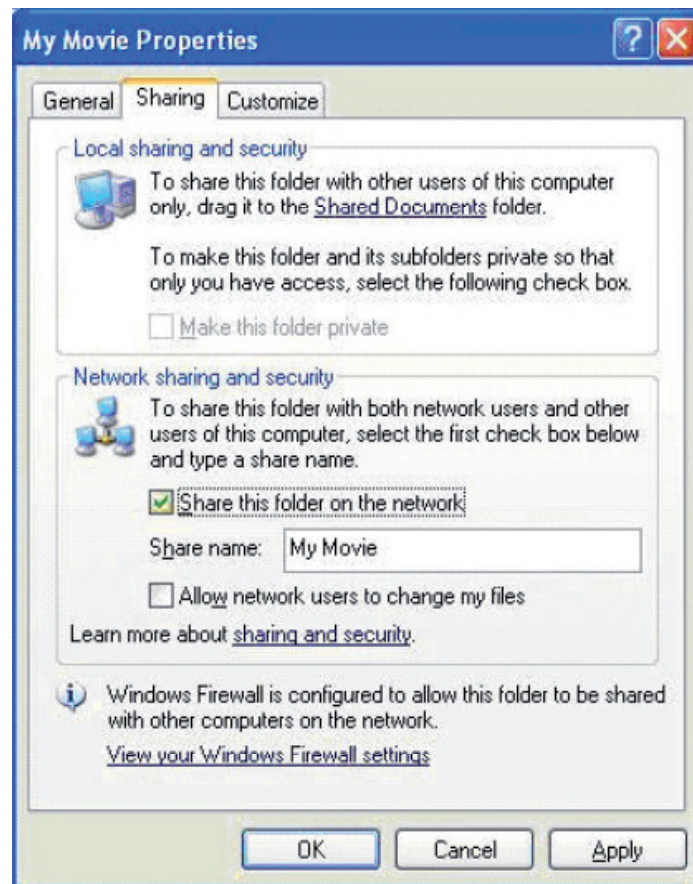 My Movie Properties
General Sharing Customize
Local sharing and security
To share this folder with other users of this computer
only, drag it to the Shared Documents folder.
To make this folder and its subfolders private so that
only you have access, select the following check box.
Make this folder private
Network sharing and security
To share this folder with both network users and other
users of this computer, select the first check box below
and type a share name.
Share this folder on the network
Share name: My Movie
Allow network users to change my files
Learn more about sharing and security.
Windows Firewall is configured to allow this folder to be shared
with other computers on the network.
View your Windows Firewall settings
OK Cancel Apply